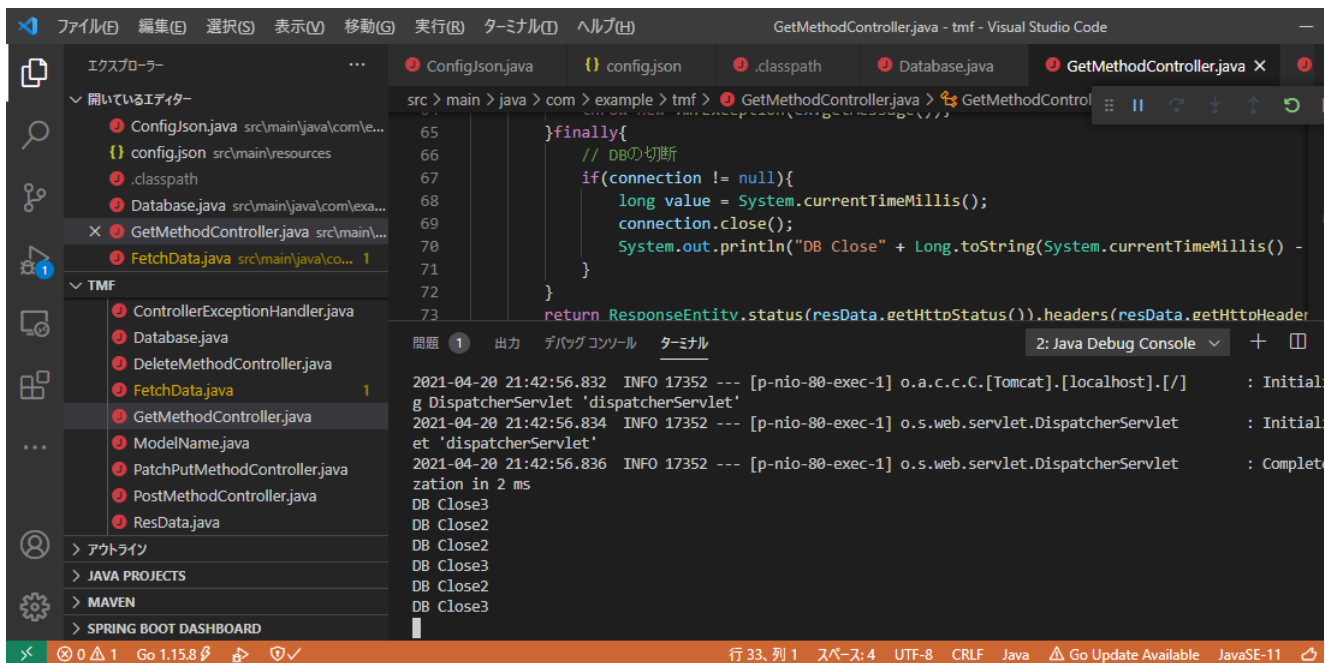 ファイル(F) 編集(E) 選択(S) 表示(V) 移動(G) 実行(R) ターミナル(T) ヘルプ(H) GetMethodController.java - tmf - Visual Studio Code
エクスプローラー ...
ConfigJson.java {} config.json .classpath Database.java GetMethodController.java
開いているエディター
ConfigJson.java src\main\java\com\e...
{} config.json src\main\resources
.classpath
Database.java src\main\java\com\exa...
GetMethodController.java src\main\...
FetchData.java src\main\java\co... 1
1
TMF
ControllerExceptionHandler.java
Database.java
DeleteMethodController.java
FetchData.java 1
GetMethodController.java
ModelName.java
PatchPutMethodController.java
PostMethodController.java
ResData.java
アウトライン
JAVA PROJECTS
MAVEN
SPRING BOOT DASHBOARD
src > main > java > com > example > tmf > GetMethodController.java > GetMethodControl
65 }finally{
66 // DBの切断
67 if(connection != null){
68 long value = System.currentTimeMillis();
69 connection.close();
70 System.out.println("DB Close" + Long.toString(System.currentTimeMillis() -
71 }
72 }
73 return ResponseEntity.status(resData.getHttpStatus()).headers(resData.getHttpHeader
問題 1 出力 デバッグ コンソール ターミナル 2: Java Debug Console
2021-04-20 21:42:56.832 INFO 17352 --- [p-nio-80-exec-1] o.a.c.c.C.[Tomcat].[localhost].[/] : Initiali
g DispatcherServlet 'dispatcherServlet'
2021-04-20 21:42:56.834 INFO 17352 --- [p-nio-80-exec-1] o.s.web.servlet.DispatcherServlet : Initiali
et 'dispatcherServlet'
2021-04-20 21:42:56.836 INFO 17352 --- [p-nio-80-exec-1] o.s.web.servlet.DispatcherServlet : Complete
zation in 2 ms
DB Close3
DB Close2
DB Close2
DB Close3
DB Close2
DB Close3
0 1 Go 1.15.8 行 33、列 1 スペース: 4 UTF-8 CRLF Java Go Update Available JavaSE-11